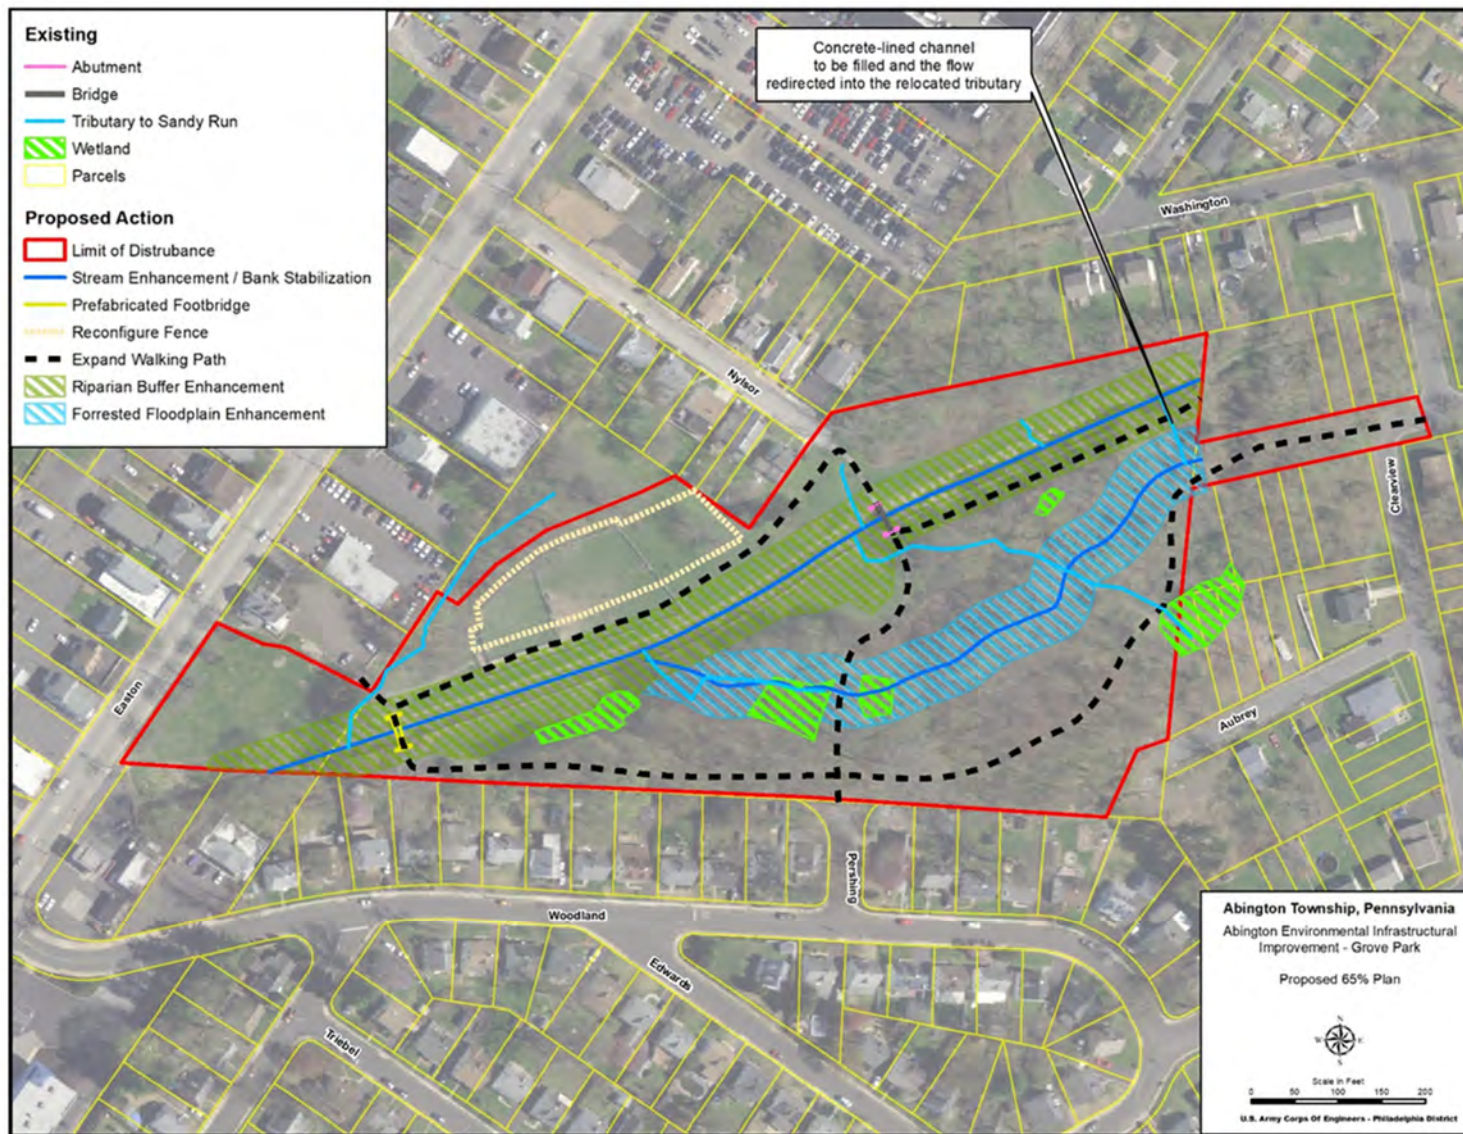 Existing
Abutment
Bridge
Tributary to Sandy Run
Wetland
Parcels
Proposed Action
Limit of Distrubance
Stream Enhancement / Bank Stabilization
Prefabricated Footbridge
Reconfigure Fence
Expand Walking Path
Riparian Buffer Enhancement
Forrested Floodplain Enhancement
Concrete-lined channel
to be filled and the flow
redirected into the relocated tributary
Washington
Nylsor
Clearview
Easton
Aubrey
Pershing
Woodland
Edwards
Triebel
Abington Township, Pennsylvania
Abington Environmental Infrastructural
Improvement - Grove Park
Proposed 65% Plan
N
W E
S
Scale in Feet
0 50 100 150 200
U.S. Army Corps Of Engineers - Philadelphia District